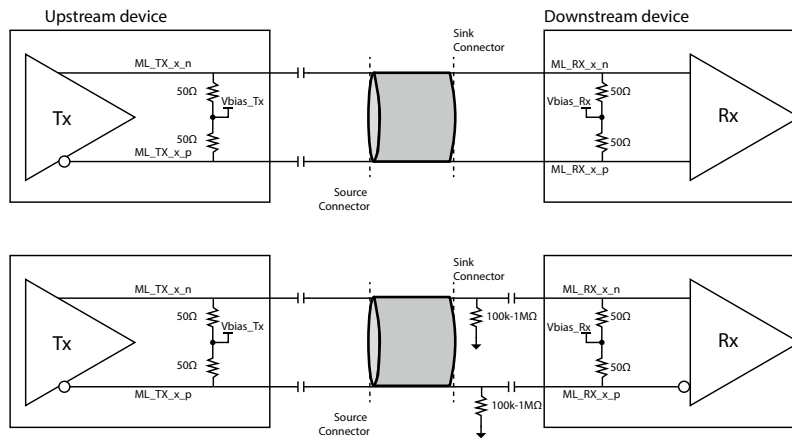 Upstream device
Downstream device
Sink
Connector
ML_TX_x_n
ML_RX_x_n
50Ω
Vbias_Tx
Tx
50Ω
ML_TX_x_p
50Ω
Vbias_Rx
Rx
50Ω
ML_RX_x_p
Source
Connector
Sink
Connector
ML_TX_x_n
ML_RX_x_n
50Ω
Vbias_Tx
Tx
50Ω
ML_TX_x_p
100k-1MΩ
50Ω
Vbias_Rx
Rx
50Ω
ML_RX_x_p
100k-1MΩ
Source
Connector